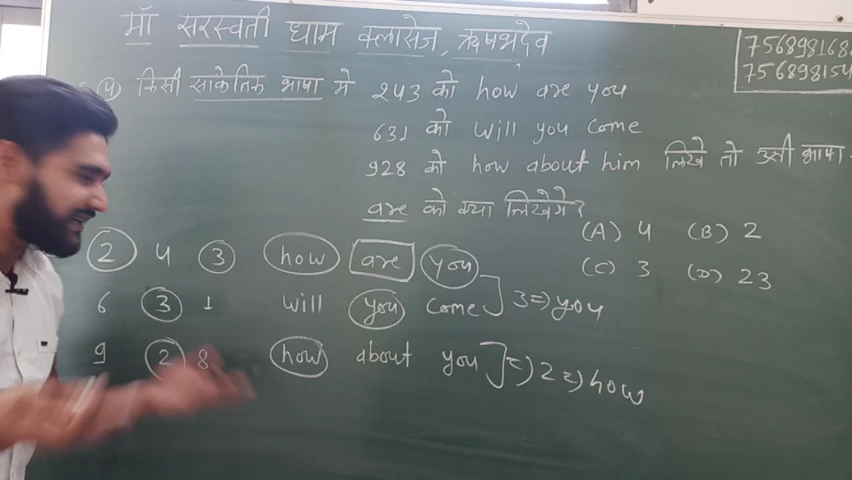 माँ सरस्वती धाम क्लासेज, ऋषभदेव
(4) किसी सांकेतिक भाषा मे 243 को how are you
631 को will you come
928 को how about him लिखे तो उसी भाषा
are को क्या लिखेगे?
(A) 4 (B) 2
(C) 3 (D) 23
2 4 3 how are you
6 3 1 will you come ] 3 => you
9 2 8 how about you ] => 2 => how